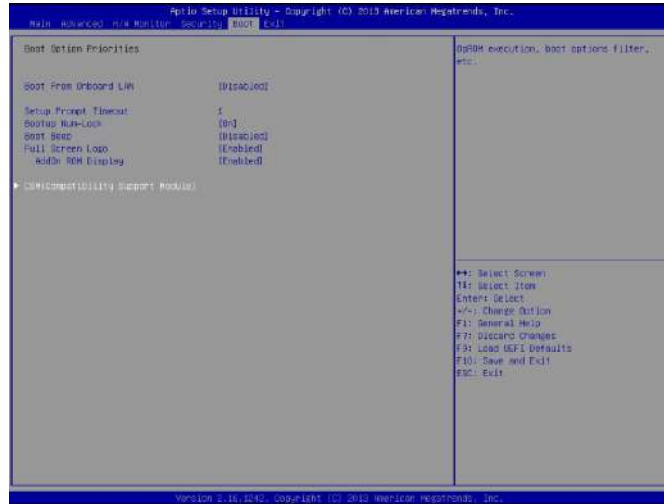 Aptio Setup Utility - Copyright (C) 2013 American Megatrends, Inc.
Main Advanced H/W Monitor Security Boot Exit
Boot Option Priorities
OpROM execution, boot options filter,
etc.
Boot From Onboard LAN [Disabled]
Setup Prompt Timeout
Bootup Num-Lock [On]
Boot Beep [Disabled]
Full Screen Logo [Enabled]
AddOn ROM Display [Enabled]
CSM(Compatibility Support Module)
↔: Select Screen
↑↓: Select Item
Enter: Select
+/-: Change Option
F1: General Help
F7: Discard Changes
F9: Load UEFI Defaults
F10: Save and Exit
ESC: Exit
Version 2.16.1242. Copyright (C) 2013 American Megatrends, Inc.